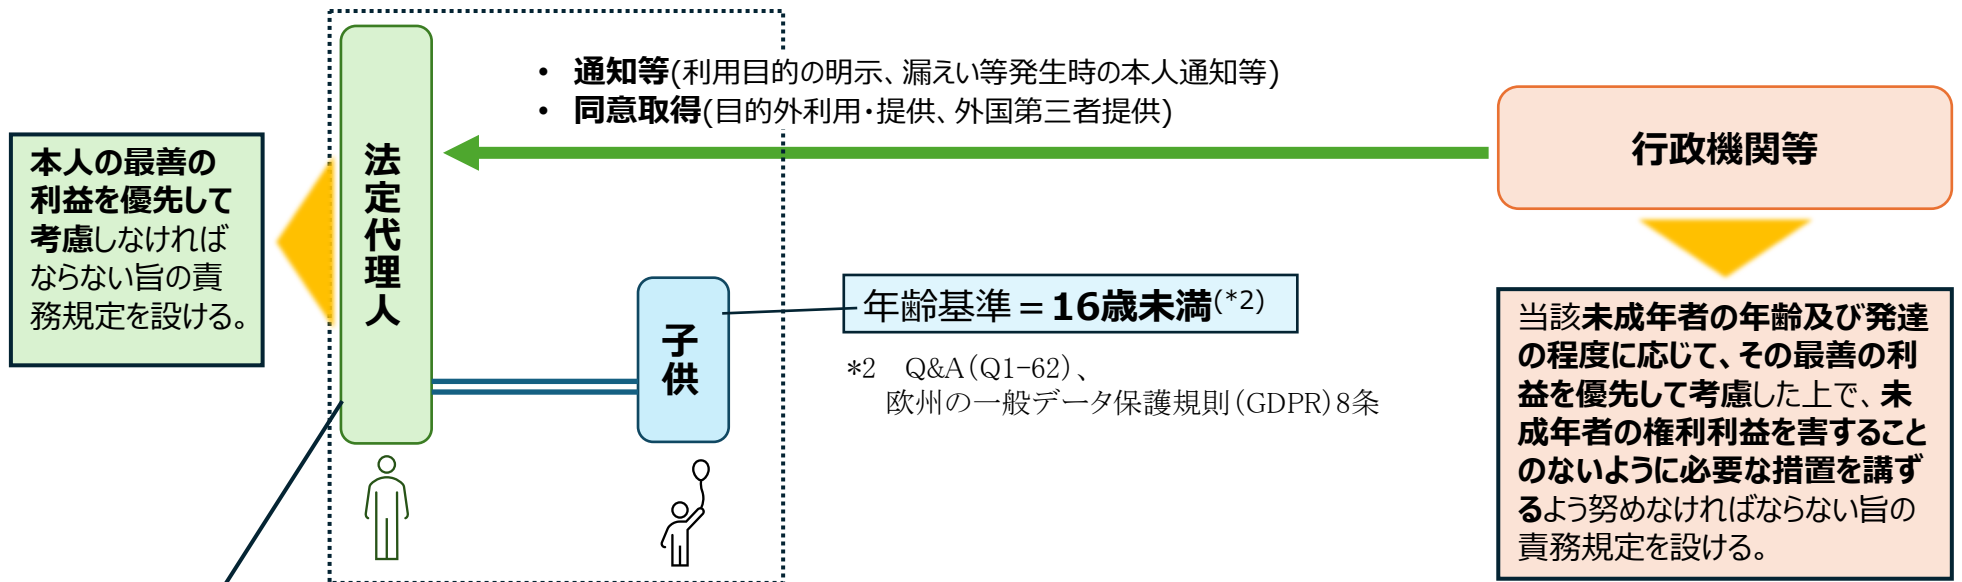 • 通知等(利用目的の明示、漏えい等発生時の本人通知等)
• 同意取得(目的外利用・提供、外国第三者提供)
本人の最善の
利益を優先して
考慮しなければ
ならない旨の責
務規定を設ける。
法定代理人
子供
年齢基準＝16歳未満(*2)
*2　Q&A(Q1-62)、
欧州の一般データ保護規則(GDPR)8条
行政機関等
当該未成年者の年齢及び発達
の程度に応じて、その最善の利
益を優先して考慮した上で、未
成年者の権利利益を害すること
のないように必要な措置を講ず
るよう努めなければならない旨の
責務規定を設ける。